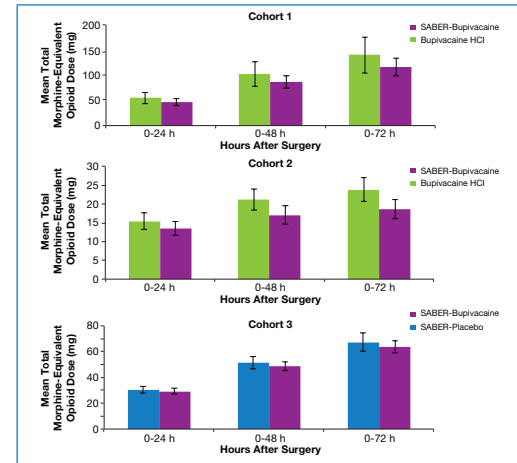 Cohort 1
SABER-Bupivacaine
Bupivacaine HCl
Mean Total
Morphine-Equivalent
Opioid Dose (mg)
200
150
100
50
0
0-24 h 0-48 h 0-72 h
Hours After Surgery
Cohort 2
SABER-Bupivacaine
Bupivacaine HCl
Mean Total
Morphine-Equivalent
Opioid Dose (mg)
30
25
20
15
10
5
0
0-24 h 0-48 h 0-72 h
Hours After Surgery
Cohort 3
SABER-Bupivacaine
SABER-Placebo
Mean Total
Morphine-Equivalent
Opioid Dose (mg)
80
60
40
20
0
0-24 h 0-48 h 0-72 h
Hours After Surgery